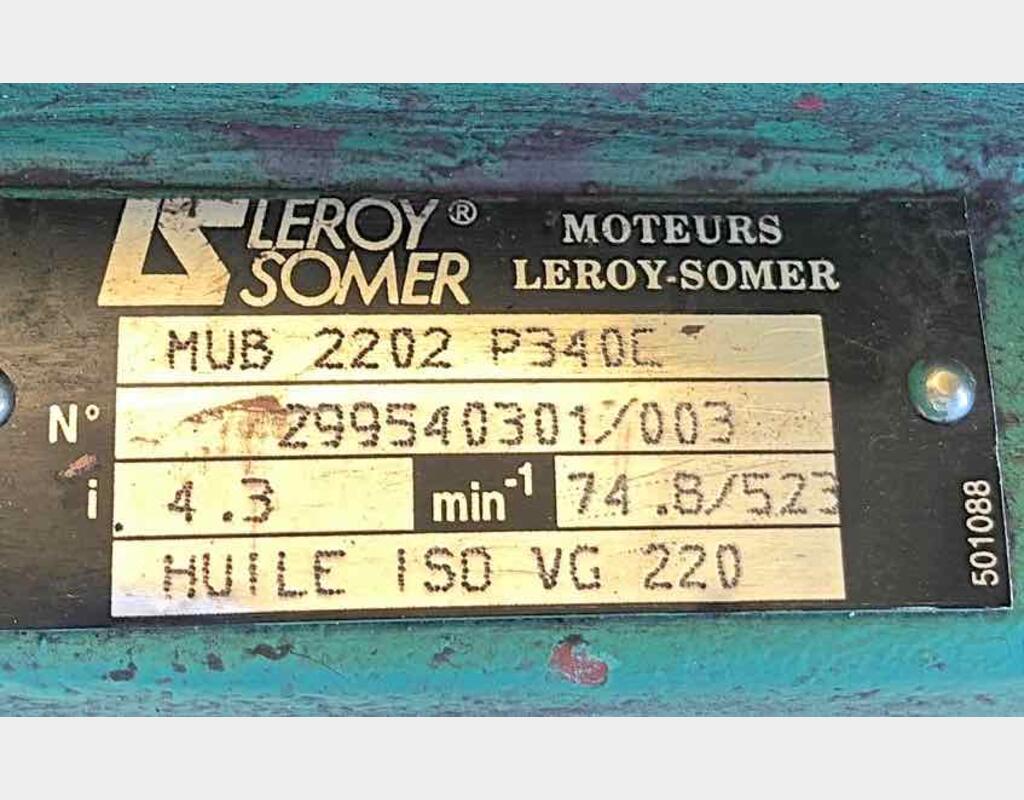 LEROY®
SOMER
MOTEURS
LEROY-SOMER
MUB 2202 P340C
N° 299540301/003
i 4.3 min-1 74.8/523
HUILE ISO VG 220
501088